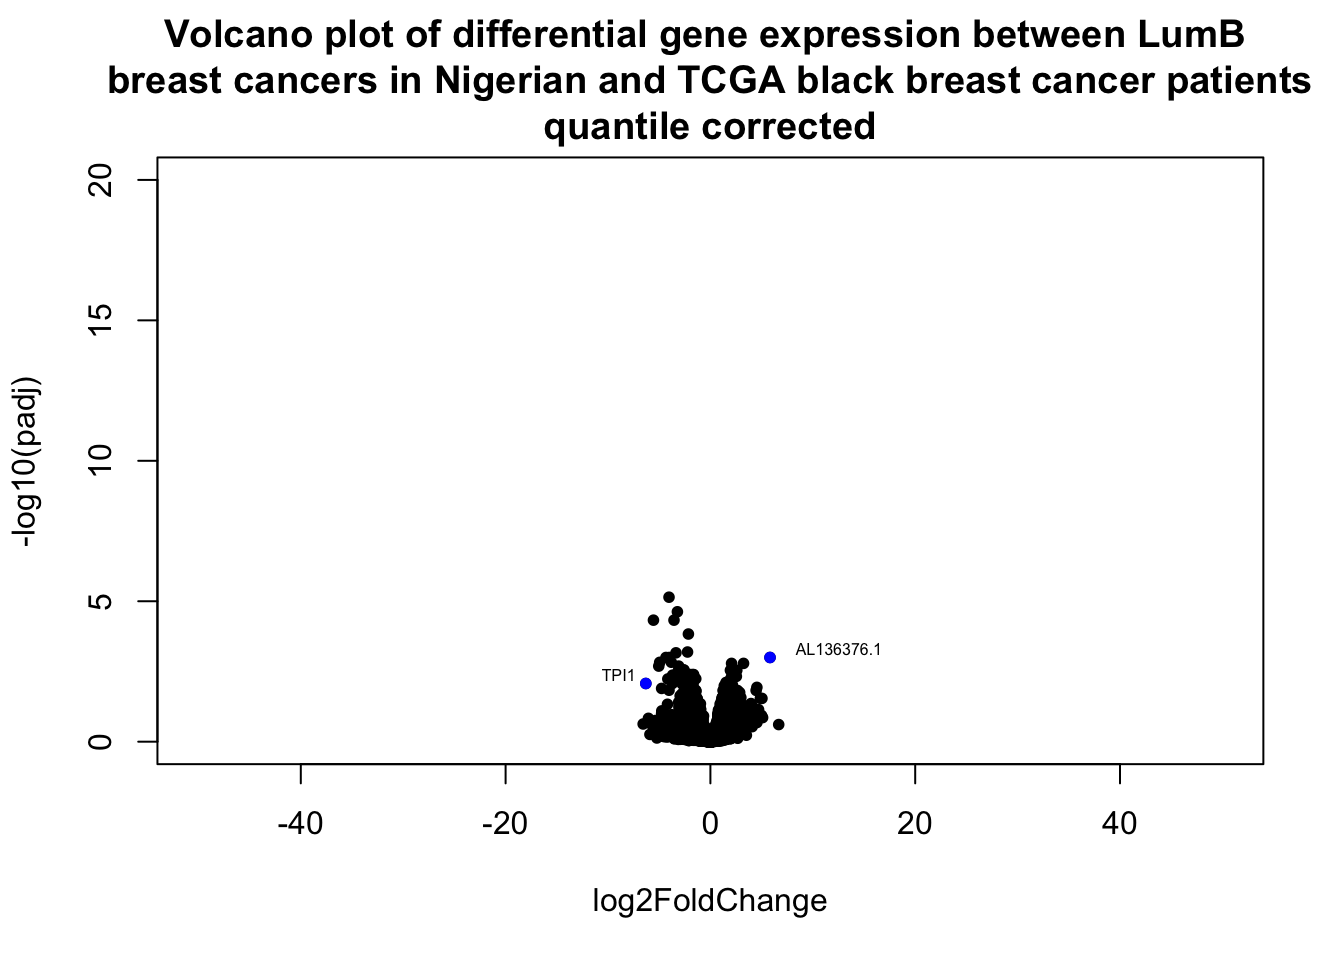 Volcano plot of differential gene expression between LumB
breast cancers in Nigerian and TCGA black breast cancer patients
quantile corrected
20
15
10
5
0
-log10(padj)
AL136376.1
TPI1
-40 -20 0 20 40
log2FoldChange